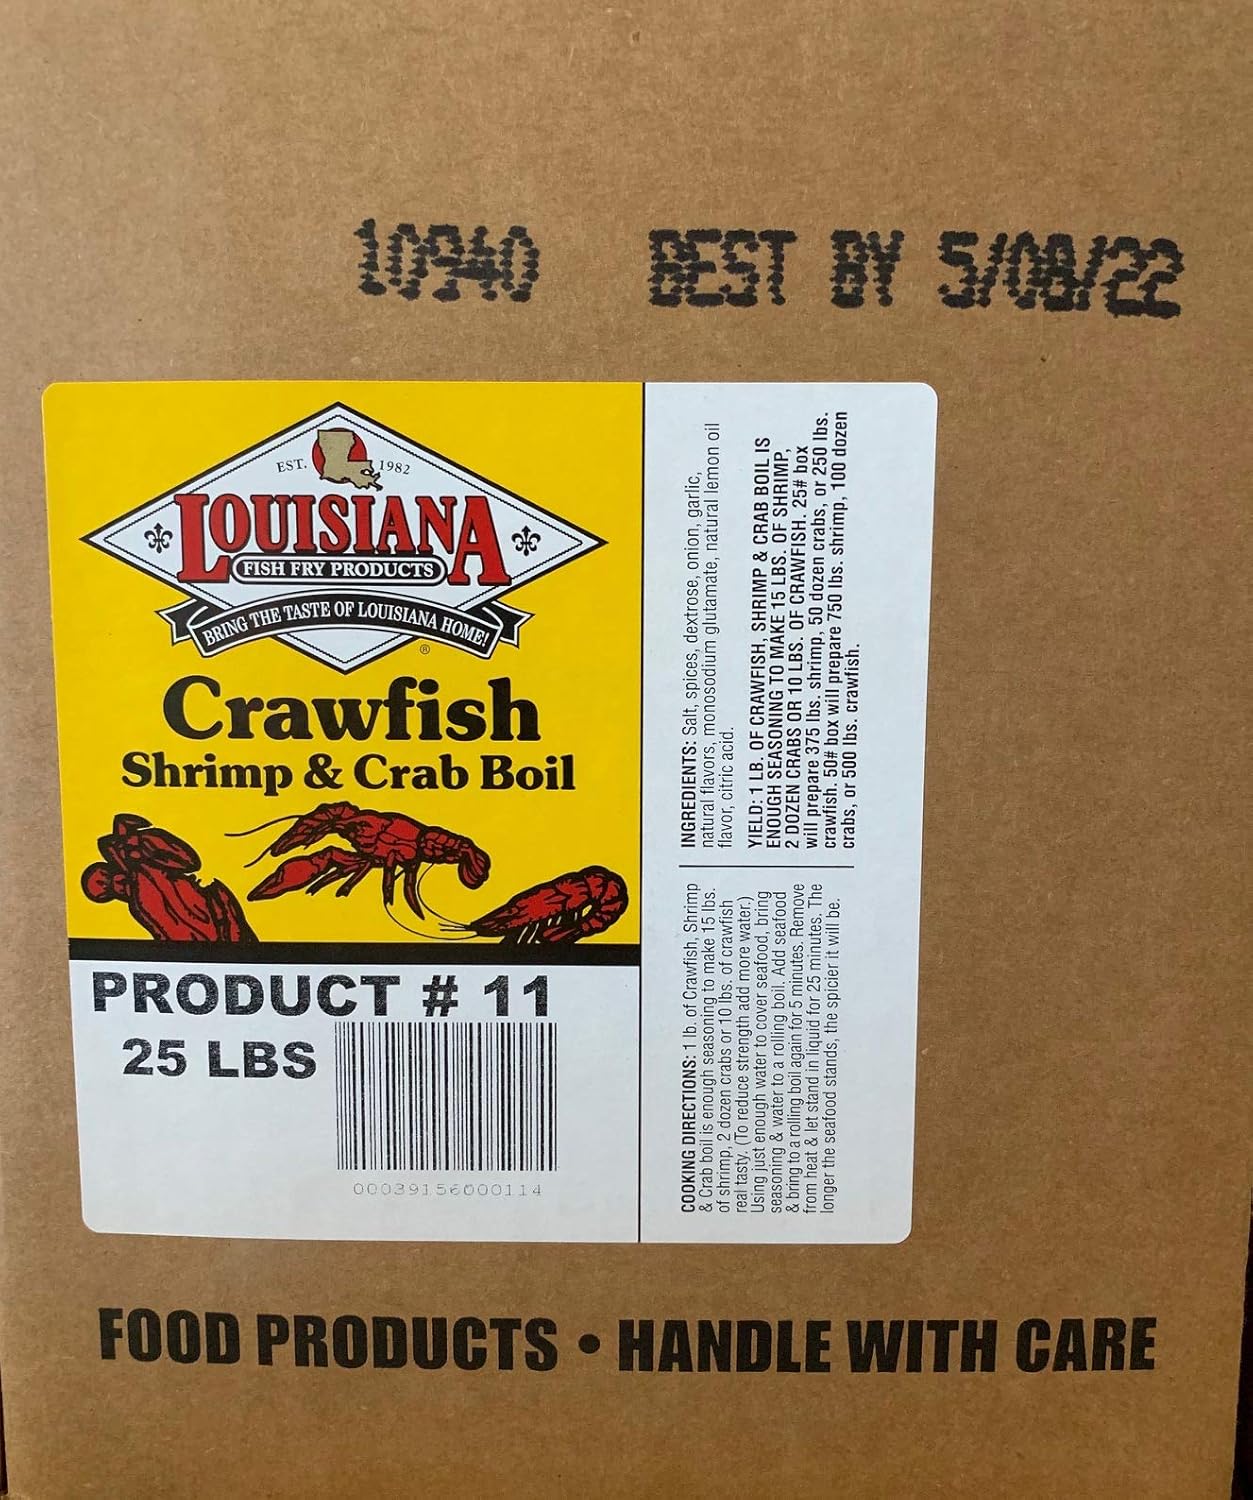 10940 BEST BY 5/08/22
EST. 1982
LOUISIANA
FISH FRY PRODUCTS
BRING THE TASTE OF LOUISIANA HOME!
®
Crawfish
Shrimp & Crab Boil
PRODUCT # 11
25 LBS
00039156000114
INGREDIENTS: Salt, spices, dextrose, onion, garlic,
natural flavors, monosodium glutamate, natural lemon oil
flavor, citric acid.
YIELD: 1 LB. OF CRAWFISH, SHRIMP & CRAB BOIL IS
ENOUGH SEASONING TO MAKE 15 LBS. OF SHRIMP,
2 DOZEN CRABS OR 10 LBS. OF CRAWFISH. 25# box
will prepare 375 lbs. shrimp, 50 dozen crabs, or 250 lbs.
crawfish. 50# box will prepare 750 lbs. shrimp, 100 dozen
crabs, or 500 lbs. crawfish.
COOKING DIRECTIONS: 1 lb. of Crawfish, Shrimp
& Crab boil is enough seasoning to make 15 lbs.
of shrimp, 2 dozen crabs or 10 lbs. of crawfish
real tasty. (To reduce strength add more water.)
Using just enough water to cover seafood, bring
seasoning & water to a rolling boil. Add seafood
& bring to a rolling boil again for 5 minutes. Remove
from heat & let stand in liquid for 25 minutes. The
longer the seafood stands, the spicier it will be.
FOOD PRODUCTS • HANDLE WITH CARE